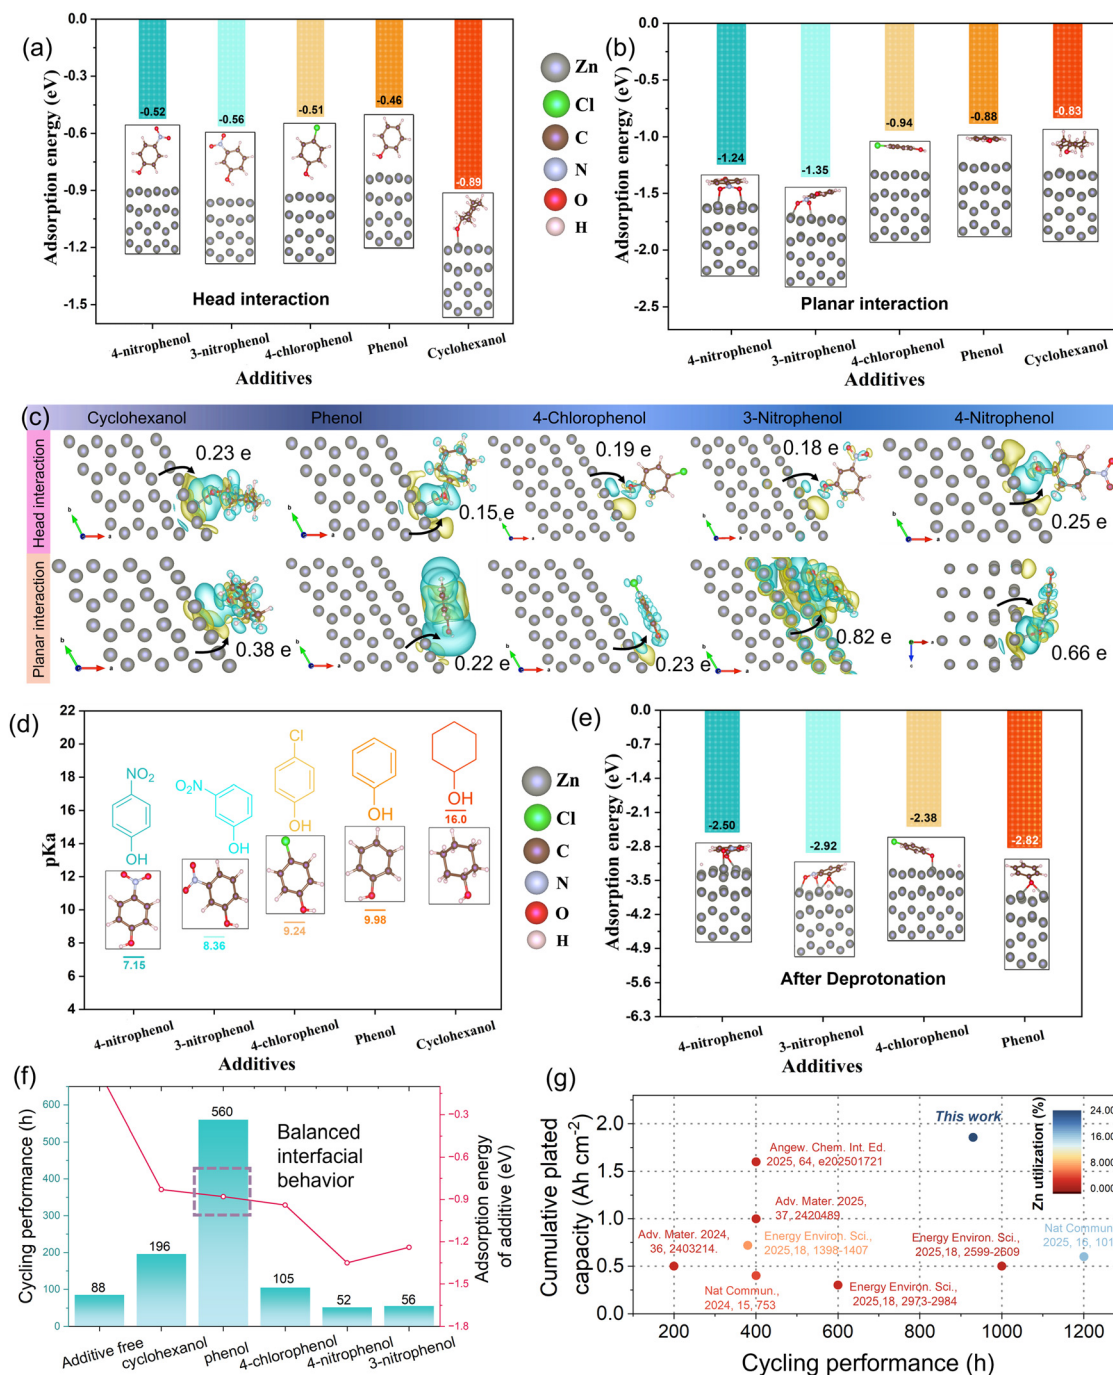 (a)
Adsorption energy (eV)
0.0
-0.3
-0.6
-0.9
-1.2
-1.5
-0.52
-0.56
-0.51
-0.46
-0.89
Head interaction
4-nitrophenol
3-nitrophenol
4-chlorophenol
Phenol
Cyclohexanol
Additives
Zn
Cl
C
N
O
H
(b)
Adsorption energy (eV)
0.0
-0.5
-1.0
-1.5
-2.0
-2.5
-1.24
-1.35
-0.94
-0.88
-0.83
Planar interaction
4-nitrophenol
3-nitrophenol
4-chlorophenol
Phenol
Cyclohexanol
Additives
(c)
Cyclohexanol
Phenol
4-Chlorophenol
3-Nitrophenol
4-Nitrophenol
Head interaction
0.23 e
0.15 e
0.19 e
0.18 e
0.25 e
Planar interaction
0.38 e
0.22 e
0.23 e
0.82 e
0.66 e
(d)
pKa
22
20
18
16
14
12
10
8
6
4
NO₂
OH
7.15
O₂N
OH
8.36
Cl
OH
9.24
OH
9.98
OH
16.0
4-nitrophenol
3-nitrophenol
4-chlorophenol
Phenol
Cyclohexanol
Additives
Zn
Cl
C
N
O
H
(e)
Adsorption energy (eV)
0.0
-0.7
-1.4
-2.1
-2.8
-3.5
-4.2
-4.9
-5.6
-6.3
-2.50
-2.92
-2.38
-2.82
After Deprotonation
4-nitrophenol
3-nitrophenol
4-chlorophenol
Phenol
Additives
(f)
Cycling performance (h)
600
500
400
300
200
100
0
88
196
560
105
52
56
Balanced
interfacial
behavior
-0.3
-0.6
-0.9
-1.2
-1.5
-1.8
Adsorption energy
of additive (eV)
Additive free
cyclohexanol
phenol
4-chlorophenol
4-nitrophenol
3-nitrophenol
(g)
Cumulative plated
capacity (Ah cm⁻²)
2.0
1.5
1.0
0.5
0.0
This work
Angew. Chem. Int. Ed.
2025, 64, e202501721
Adv. Mater. 2025,
37, 2420489
Adv. Mater. 2024,
36, 2403214.
Energy Environ. Sci.,
2025,18, 1398-1407
Nat Commun.,
2024, 15, 753
Energy Environ. Sci.,
2025,18, 2973-2984
Energy Environ. Sci.,
2025,18, 2599-2609
Nat Commun
2025, 15, 101
Zn utilization (%)
24.00
16.00
8.000
0.000
200
400
600
800
1000
1200
Cycling performance (h)